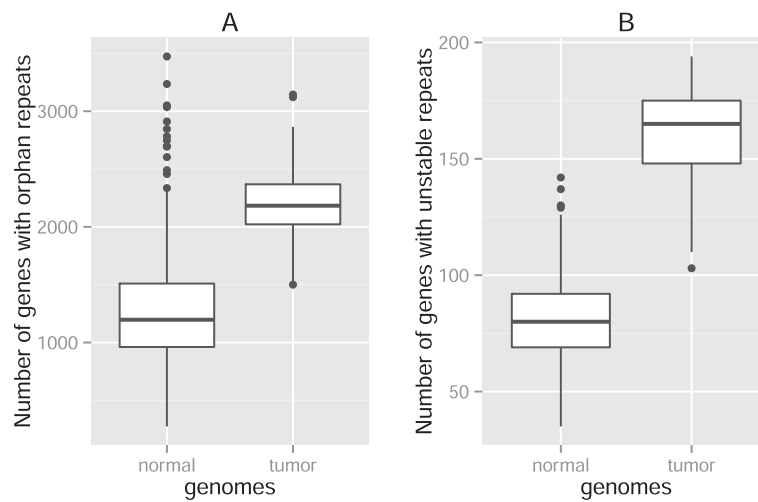 A
Number of genes with orphan repeats
3000
2000
1000
normal
tumor
genomes
B
Number of genes with unstable repeats
200
150
100
50
normal
tumor
genomes